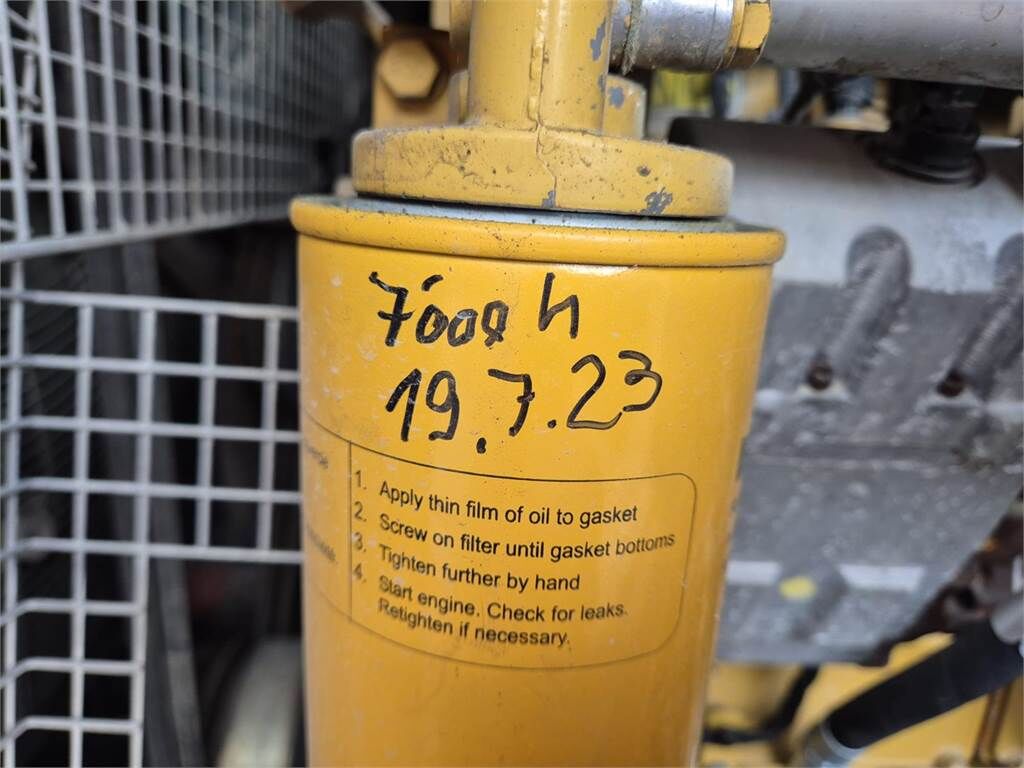 7000 h
19.7.23
1. Apply thin film of oil to gasket
2. Screw on filter until gasket bottoms
3. Tighten further by hand
4. Start engine. Check for leaks.
Retighten if necessary.